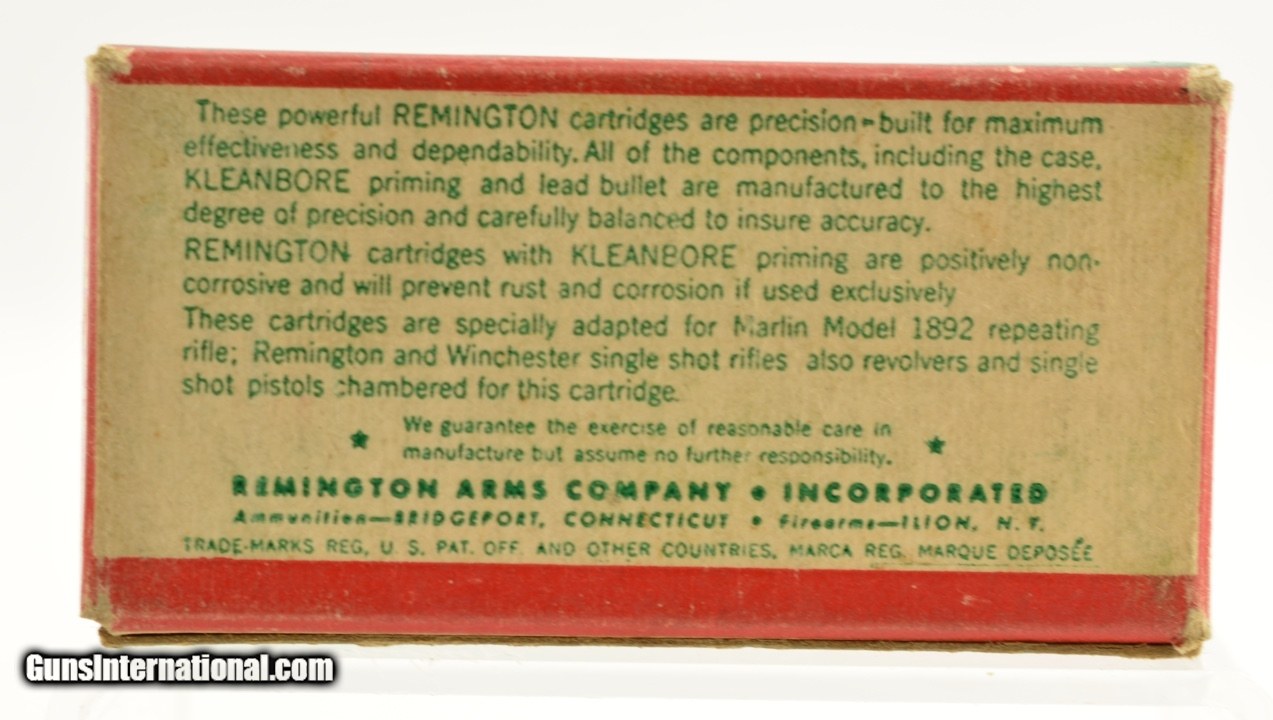 These powerful REMINGTON cartridges are precision-built for maximum
effectiveness and dependability. All of the components, including the case,
KLEANBORE priming and lead bullet are manufactured to the highest
degree of precision and carefully balanced to insure accuracy.
REMINGTON cartridges with KLEANBORE priming are positively non-
corrosive and will prevent rust and corrosion if used exclusively
These cartridges are specially adapted for Marlin Model 1892 repeating
rifle; Remington and Winchester single shot rifles also revolvers and single
shot pistols chambered for this cartridge.
We guarantee the exercise of reasonable care in
manufacture but assume no further responsibility.
REMINGTON ARMS COMPANY • INCORPORATED
Ammunition—BRIDGEPORT, CONNECTICUT • Firearms—ILION, N. Y.
TRADE-MARKS REG. U. S. PAT. OFF. AND OTHER COUNTRIES. MARCA REG. MARQUE DEPOSÉE
GunsInternational.com